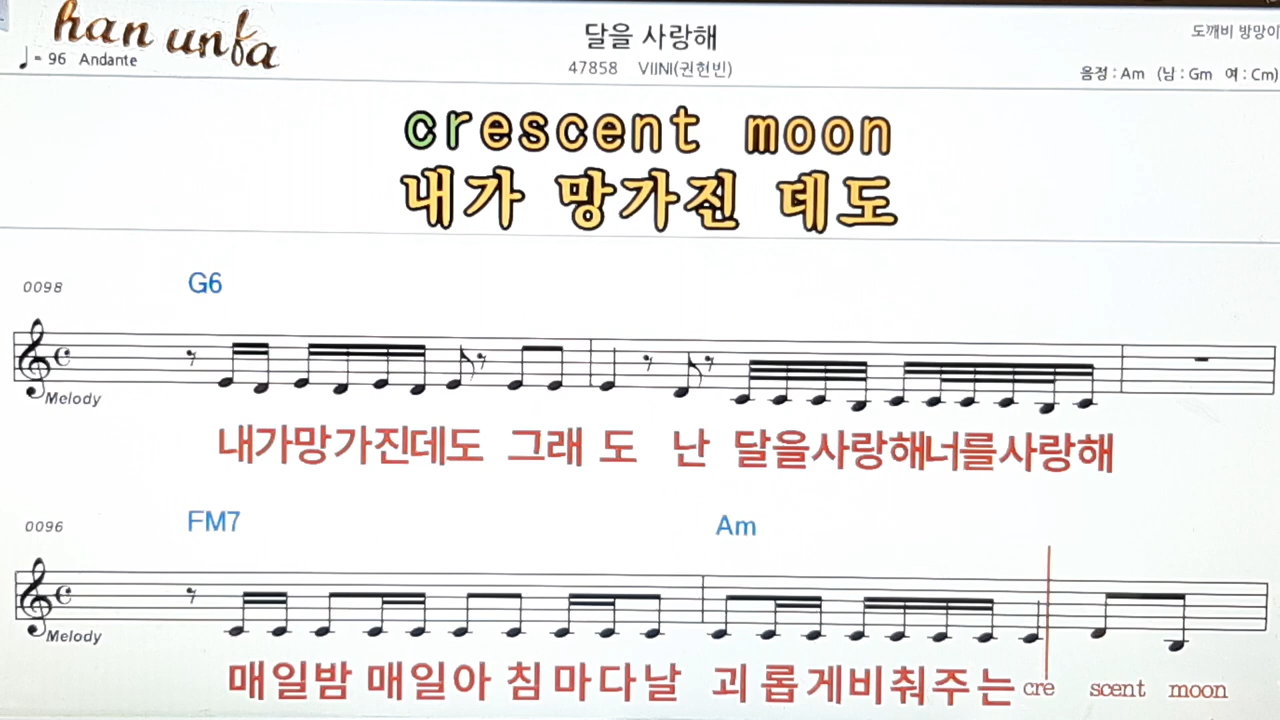 han unfa
달을 사랑해
도깨비 방망이
♩= 96 Andante
47858 VIINI(권현빈)
음정 : Am (남 : Gm 여 : Cm)
crescent moon
내가 망가진 데도
0098
G6
Melody
내가망가진데도 그래 도 난 달을사랑해너를사랑해
0096
FM7 Am
Melody
매일밤 매일아 침 마다날 괴 롭게비춰주는 cre scent moon